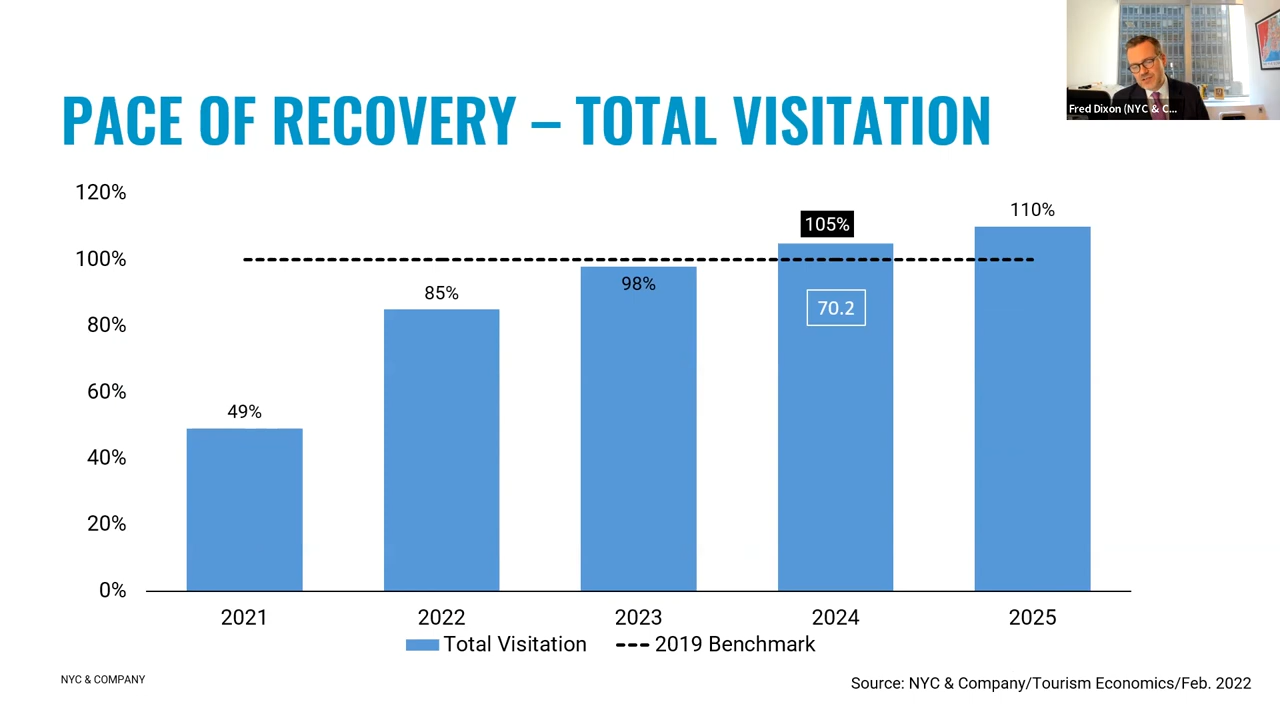 Fred Dixon (NYC & C...
PACE OF RECOVERY – TOTAL VISITATION
120%
100%
80%
60%
40%
20%
0%
49%
85%
98%
105%
70.2
110%
2021 2022 2023 2024 2025
Total Visitation 2019 Benchmark
NYC & COMPANY
Source: NYC & Company/Tourism Economics/Feb. 2022